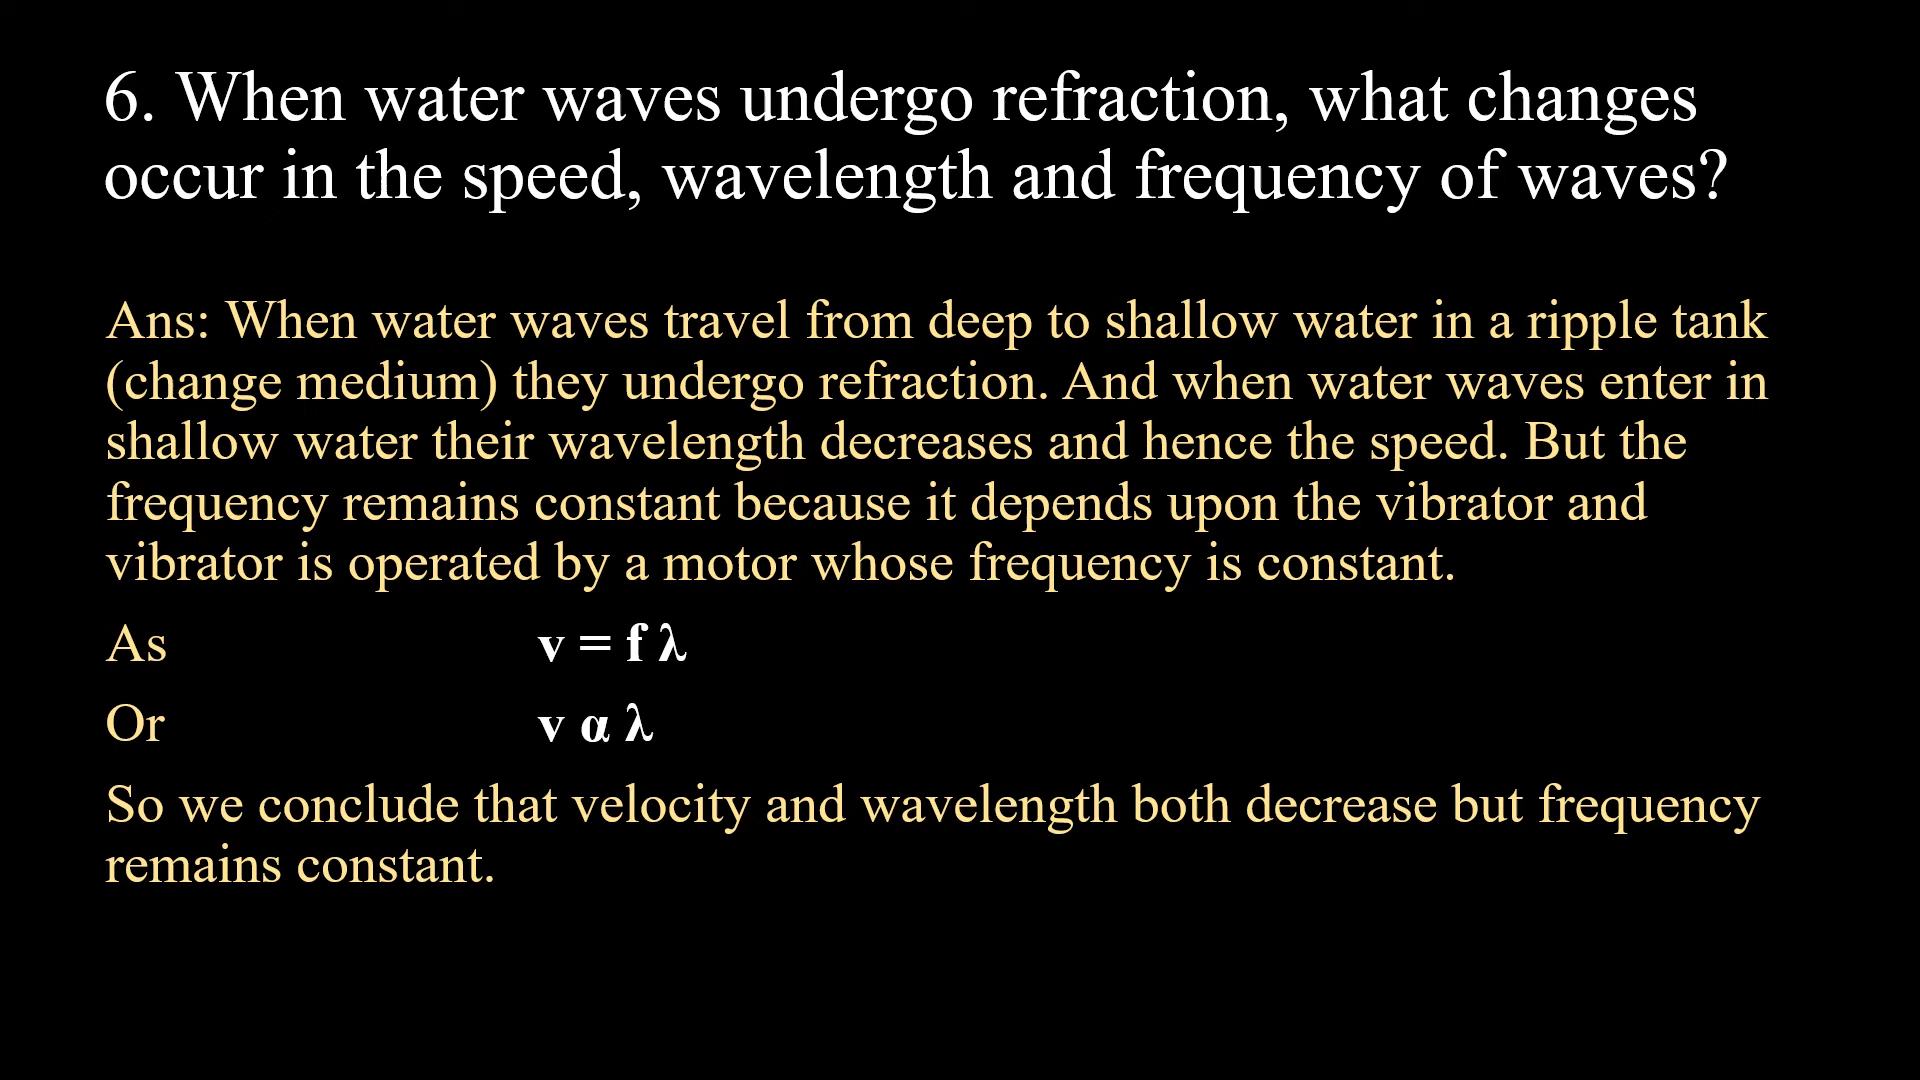 6. When water waves undergo refraction, what changes
occur in the speed, wavelength and frequency of waves?
Ans: When water waves travel from deep to shallow water in a ripple tank
(change medium) they undergo refraction. And when water waves enter in
shallow water their wavelength decreases and hence the speed. But the
frequency remains constant because it depends upon the vibrator and
vibrator is operated by a motor whose frequency is constant.
As v = f λ
Or v α λ
So we conclude that velocity and wavelength both decrease but frequency
remains constant.